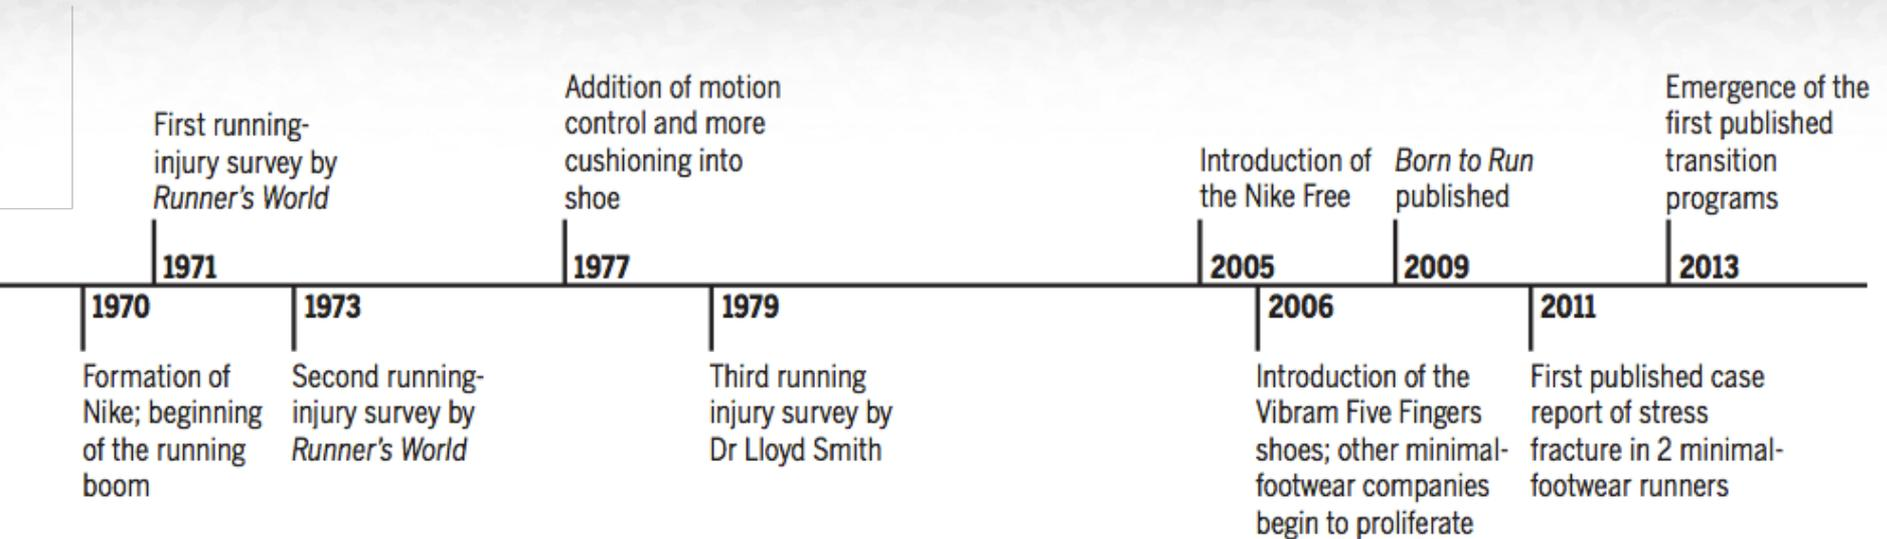 First running-
injury survey by
Runner's World
1971
Addition of motion
control and more
cushioning into
shoe
1977
Introduction of
the Nike Free
2005
Born to Run
published
2009
Emergence of the
first published
transition
programs
2013
1970
Formation of
Nike; beginning
of the running
boom
1973
Second running-
injury survey by
Runner's World
1979
Third running
injury survey by
Dr Lloyd Smith
2006
Introduction of the
Vibram Five Fingers
shoes; other minimal-
footwear companies
begin to proliferate
2011
First published case
report of stress
fracture in 2 minimal-
footwear runners